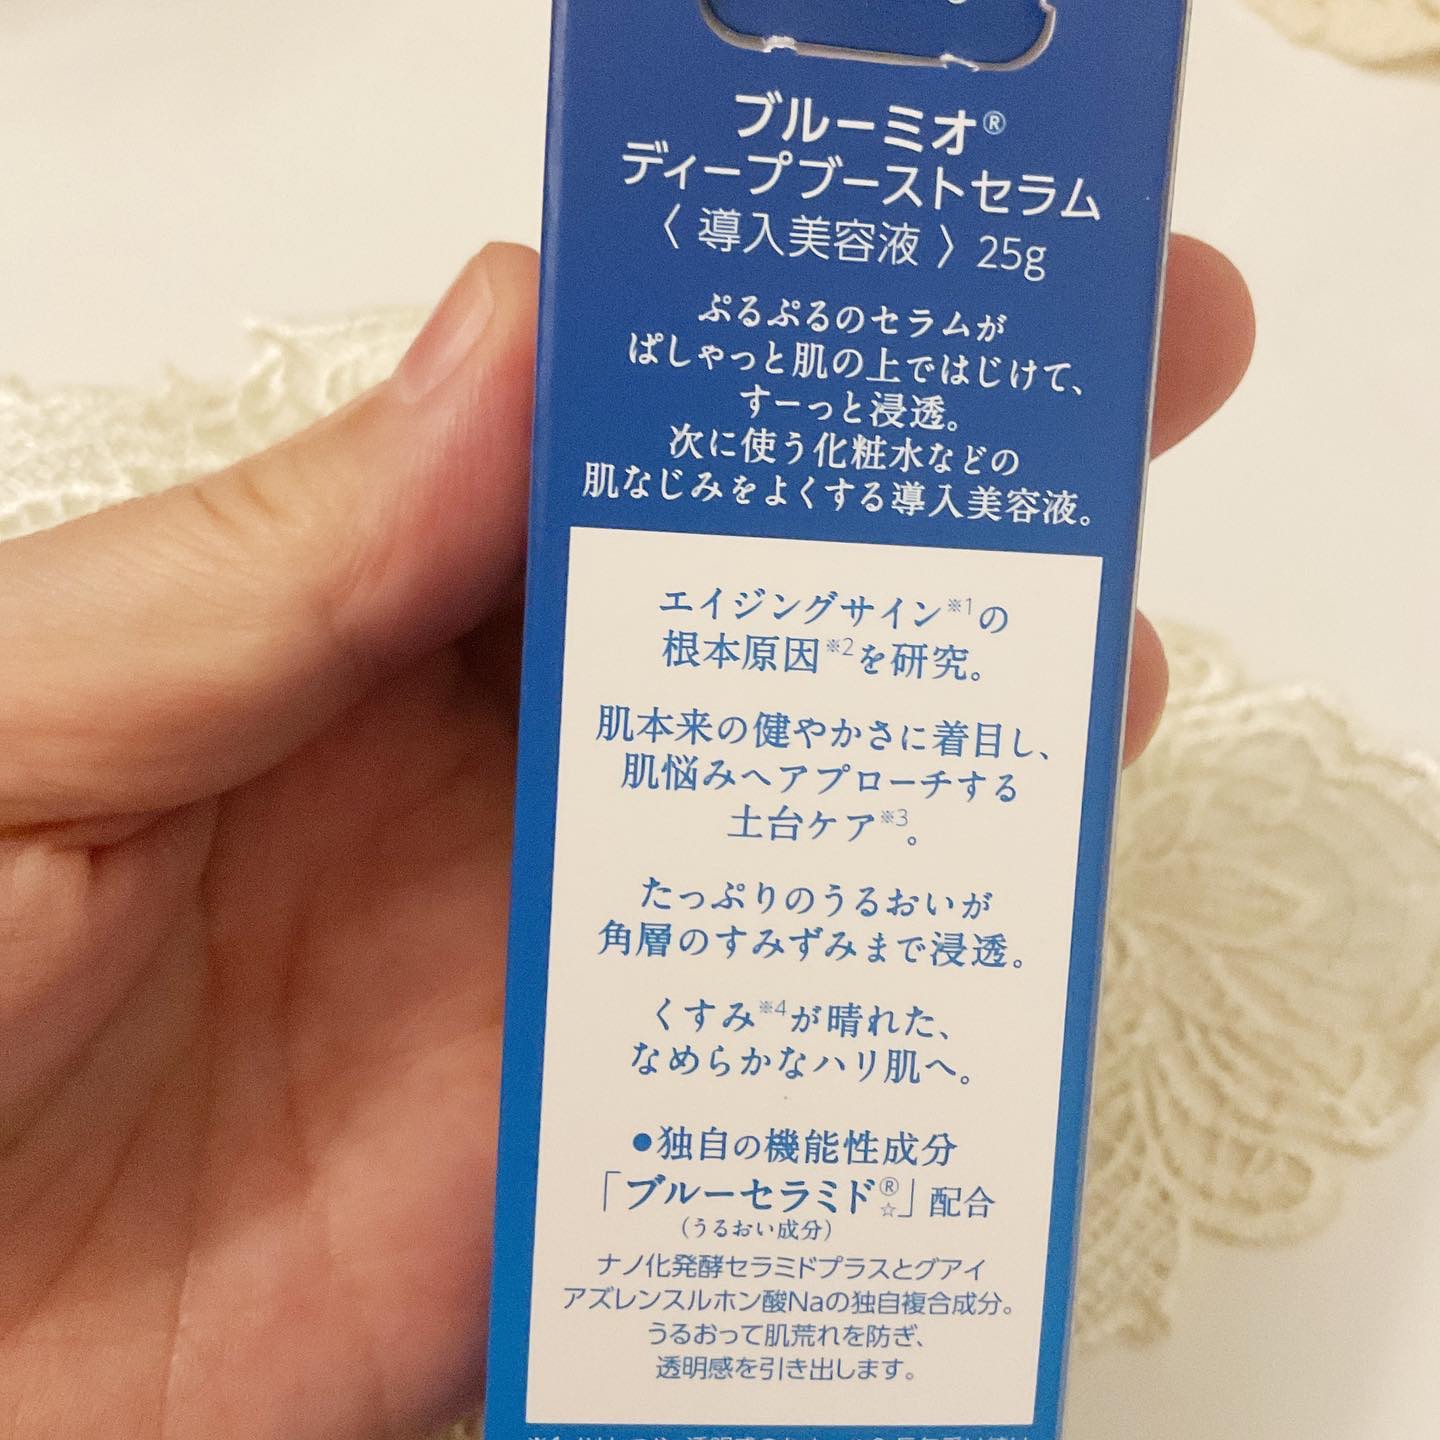 ブルーミオ®
ディープブーストセラム
〈 導入美容液 〉 25g
ぷるぷるのセラムが
ぱしゃっと肌の上ではじけて、
すーっと浸透。
次に使う化粧水などの
肌なじみをよくする導入美容液。
エイジングサイン※1の
根本原因※2を研究。
肌本来の健やかさに着目し、
肌悩みへアプローチする
土台ケア※3。
たっぷりのうるおいが
角層のすみずみまで浸透。
くすみ※4が晴れた、
なめらかなハリ肌へ。
●独自の機能性成分
「ブルーセラミド®☆」配合
(うるおい成分)
ナノ化発酵セラミドプラスとグアイ
アズレンスルホン酸Naの独自複合成分。
うるおって肌荒れを防ぎ、
透明感を引き出します。